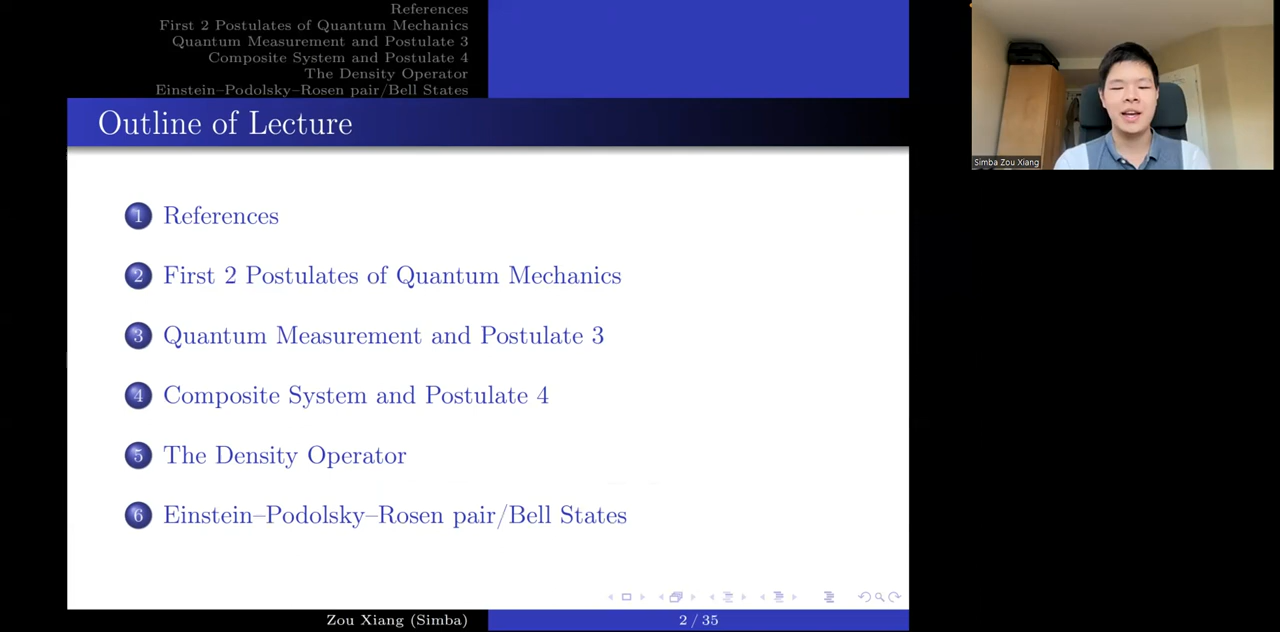 References
First 2 Postulates of Quantum Mechanics
Quantum Measurement and Postulate 3
Composite System and Postulate 4
The Density Operator
Einstein–Podolsky–Rosen pair/Bell States
Outline of Lecture
1 References
2 First 2 Postulates of Quantum Mechanics
3 Quantum Measurement and Postulate 3
4 Composite System and Postulate 4
5 The Density Operator
6 Einstein–Podolsky–Rosen pair/Bell States
Zou Xiang (Simba)
2 / 35
Simba Zou Xiang